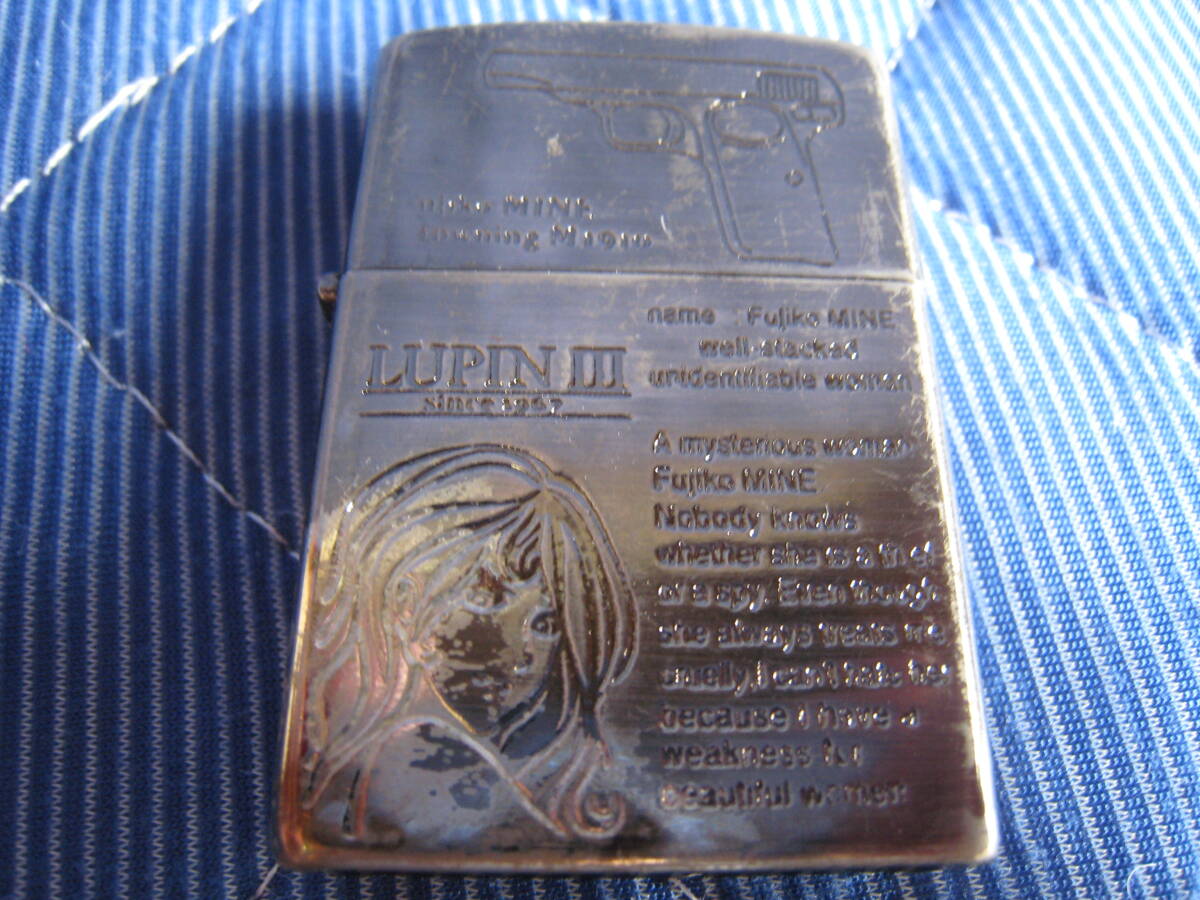 MINE
M1910
LUPIN III
since 1967
name Fujiko MINE
well-stacked
unidentifiable woman
A mysterious woman
Fujiko MINE
Nobody knows
whether she is a thief
or a spy. Even though
she always treats me
cruelly, I can't hate her
because I have a
weakness for
beautiful women